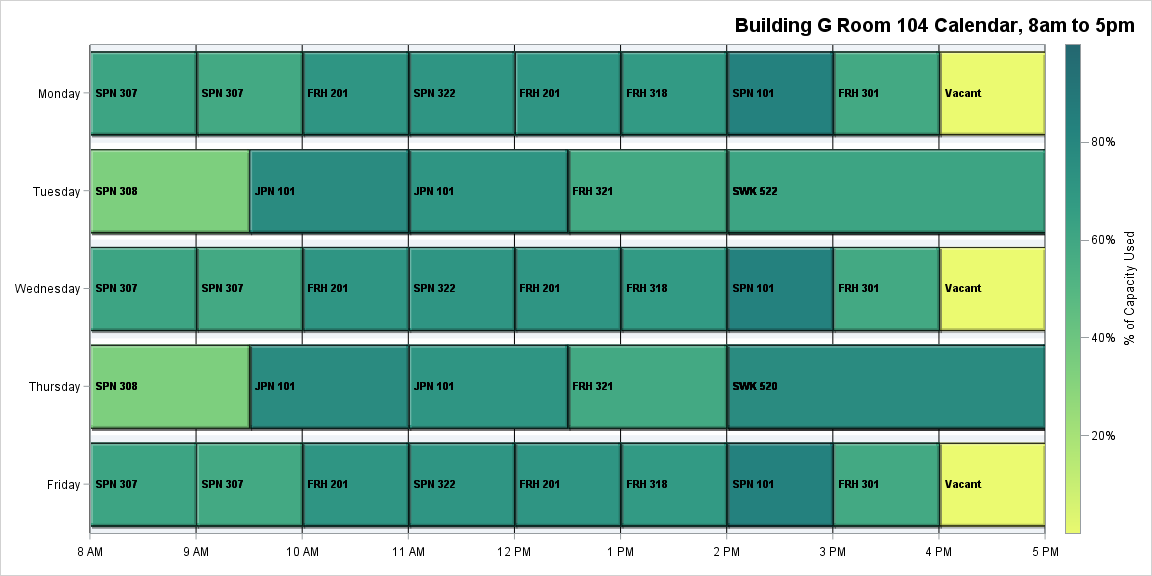 Building G Room 104 Calendar, 8am to 5pm
Monday SPN 307 SPN 307 FRH 201 SPN 322 FRH 201 FRH 318 SPN 101 FRH 301 Vacant
80%
Tuesday SPN 308 JPN 101 JPN 101 FRH 321 SWK 522
60%
% of Capacity Used
Wednesday SPN 307 SPN 307 FRH 201 SPN 322 FRH 201 FRH 318 SPN 101 FRH 301 Vacant
40%
Thursday SPN 308 JPN 101 JPN 101 FRH 321 SWK 520
20%
Friday SPN 307 SPN 307 FRH 201 SPN 322 FRH 201 FRH 318 SPN 101 FRH 301 Vacant
8 AM 9 AM 10 AM 11 AM 12 PM 1 PM 2 PM 3 PM 4 PM 5 PM